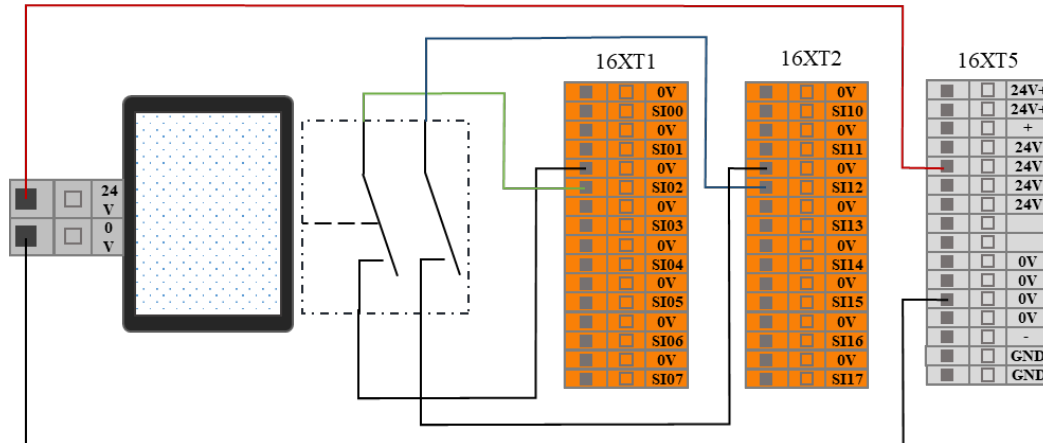 16XT1
16XT2
16XT5
24
V
0
V
0V
SI00
0V
SI01
0V
SI02
0V
SI03
0V
SI04
0V
SI05
0V
SI06
0V
SI07
0V
SI10
0V
SI11
0V
SI12
0V
SI13
0V
SI14
0V
SI15
0V
SI16
0V
SI17
24V+
24V+
+
24V
24V
24V
24V
0V
0V
0V
0V
-
GND
GND